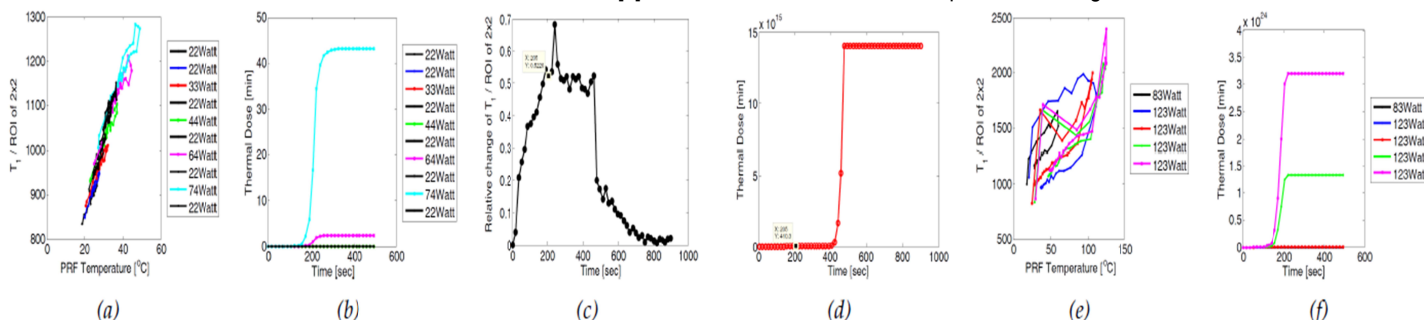 1300
1200
1100
1000
900
800
0 20 40 60
T1 / ROI of 2x2
PRF Temperature [°C]
22Watt
22Watt
33Watt
22Watt
44Watt
22Watt
64Watt
22Watt
74Watt
22Watt
(a)
50
40
30
20
10
0
0 200 400 600
Thermal Dose [min]
Time [sec]
22Watt
22Watt
33Watt
22Watt
44Watt
22Watt
64Watt
22Watt
74Watt
22Watt
(b)
0.7
0.6
0.5
0.4
0.3
0.2
0.1
0
0 200 400 600 800 1000
Relative change of T1 / ROI of 2x2
Time [sec]
X: 205
(c)
x 10^15
15
10
5
0
0 200 400 600 800 1000
Thermal Dose [min]
Time [sec]
X: 205
(d)
2500
2000
1500
1000
500
0 50 100 150
T1 / ROI of 2x2
PRF Temperature [°C]
83Watt
123Watt
123Watt
123Watt
123Watt
(e)
x 10^24
4
3.5
3
2.5
2
1.5
1
0.5
0
0 200 400 600
Thermal Dose [min]
Time [sec]
83Watt
123Watt
123Watt
123Watt
123Watt
(f)